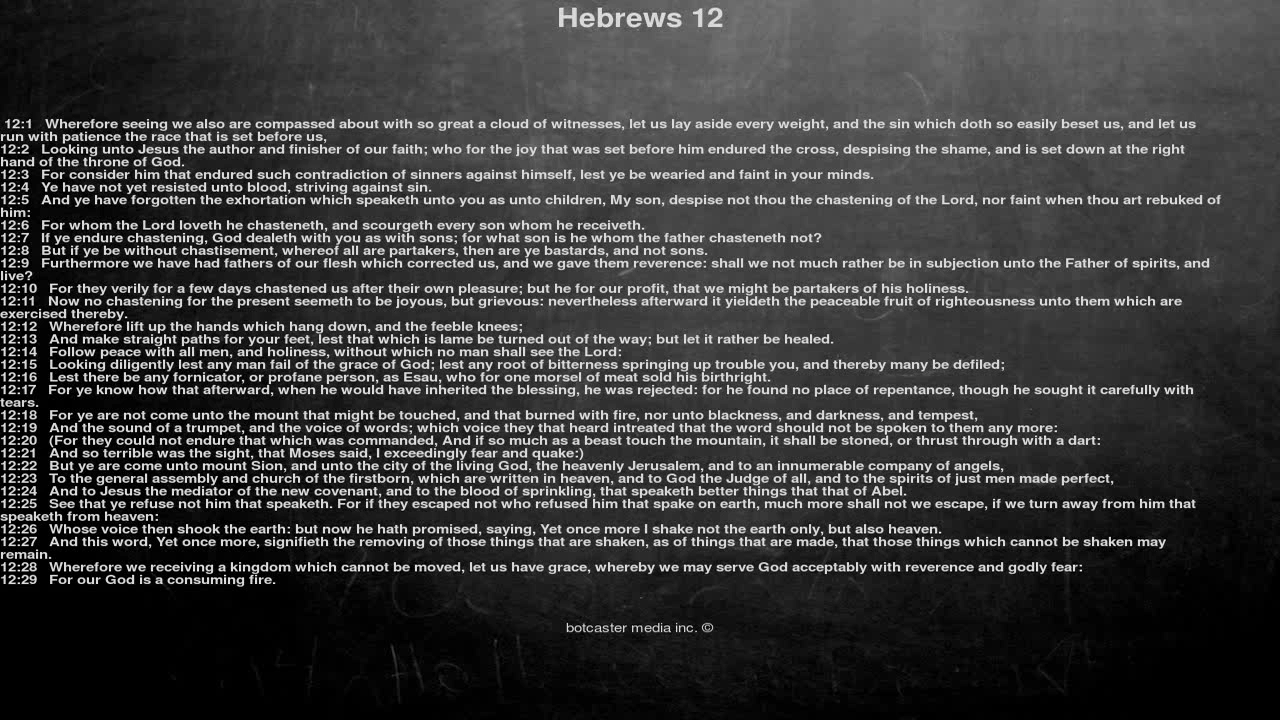 Hebrews 12
12:1 Wherefore seeing we also are compassed about with so great a cloud of witnesses, let us lay aside every weight, and the sin which doth so easily beset us, and let us
run with patience the race that is set before us,
12:2 Looking unto Jesus the author and finisher of our faith; who for the joy that was set before him endured the cross, despising the shame, and is set down at the right
hand of the throne of God.
12:3 For consider him that endured such contradiction of sinners against himself, lest ye be wearied and faint in your minds.
12:4 Ye have not yet resisted unto blood, striving against sin.
12:5 And ye have forgotten the exhortation which speaketh unto you as unto children, My son, despise not thou the chastening of the Lord, nor faint when thou art rebuked of
him:
12:6 For whom the Lord loveth he chasteneth, and scourgeth every son whom he receiveth.
12:7 If ye endure chastening, God dealeth with you as with sons; for what son is he whom the father chasteneth not?
12:8 But if ye be without chastisement, whereof all are partakers, then are ye bastards, and not sons.
12:9 Furthermore we have had fathers of our flesh which corrected us, and we gave them reverence: shall we not much rather be in subjection unto the Father of spirits, and
live?
12:10 For they verily for a few days chastened us after their own pleasure; but he for our profit, that we might be partakers of his holiness.
12:11 Now no chastening for the present seemeth to be joyous, but grievous: nevertheless afterward it yieldeth the peaceable fruit of righteousness unto them which are
exercised thereby.
12:12 Wherefore lift up the hands which hang down, and the feeble knees;
12:13 And make straight paths for your feet, lest that which is lame be turned out of the way; but let it rather be healed.
12:14 Follow peace with all men, and holiness, without which no man shall see the Lord:
12:15 Looking diligently lest any man fail of the grace of God; lest any root of bitterness springing up trouble you, and thereby many be defiled;
12:16 Lest there be any fornicator, or profane person, as Esau, who for one morsel of meat sold his birthright.
12:17 For ye know how that afterward, when he would have inherited the blessing, he was rejected: for he found no place of repentance, though he sought it carefully with
tears.
12:18 For ye are not come unto the mount that might be touched, and that burned with fire, nor unto blackness, and darkness, and tempest,
12:19 And the sound of a trumpet, and the voice of words; which voice they that heard intreated that the word should not be spoken to them any more:
12:20 (For they could not endure that which was commanded, And if so much as a beast touch the mountain, it shall be stoned, or thrust through with a dart:
12:21 And so terrible was the sight, that Moses said, I exceedingly fear and quake:)
12:22 But ye are come unto mount Sion, and unto the city of the living God, the heavenly Jerusalem, and to an innumerable company of angels,
12:23 To the general assembly and church of the firstborn, which are written in heaven, and to God the Judge of all, and to the spirits of just men made perfect,
12:24 And to Jesus the mediator of the new covenant, and to the blood of sprinkling, that speaketh better things that that of Abel.
12:25 See that ye refuse not him that speaketh. For if they escaped not who refused him that spake on earth, much more shall not we escape, if we turn away from him that
speaketh from heaven:
12:26 Whose voice then shook the earth: but now he hath promised, saying, Yet once more I shake not the earth only, but also heaven.
12:27 And this word, Yet once more, signifieth the removing of those things that are shaken, as of things that are made, that those things which cannot be shaken may
remain.
12:28 Wherefore we receiving a kingdom which cannot be moved, let us have grace, whereby we may serve God acceptably with reverence and godly fear:
12:29 For our God is a consuming fire.
botcaster media inc. ©